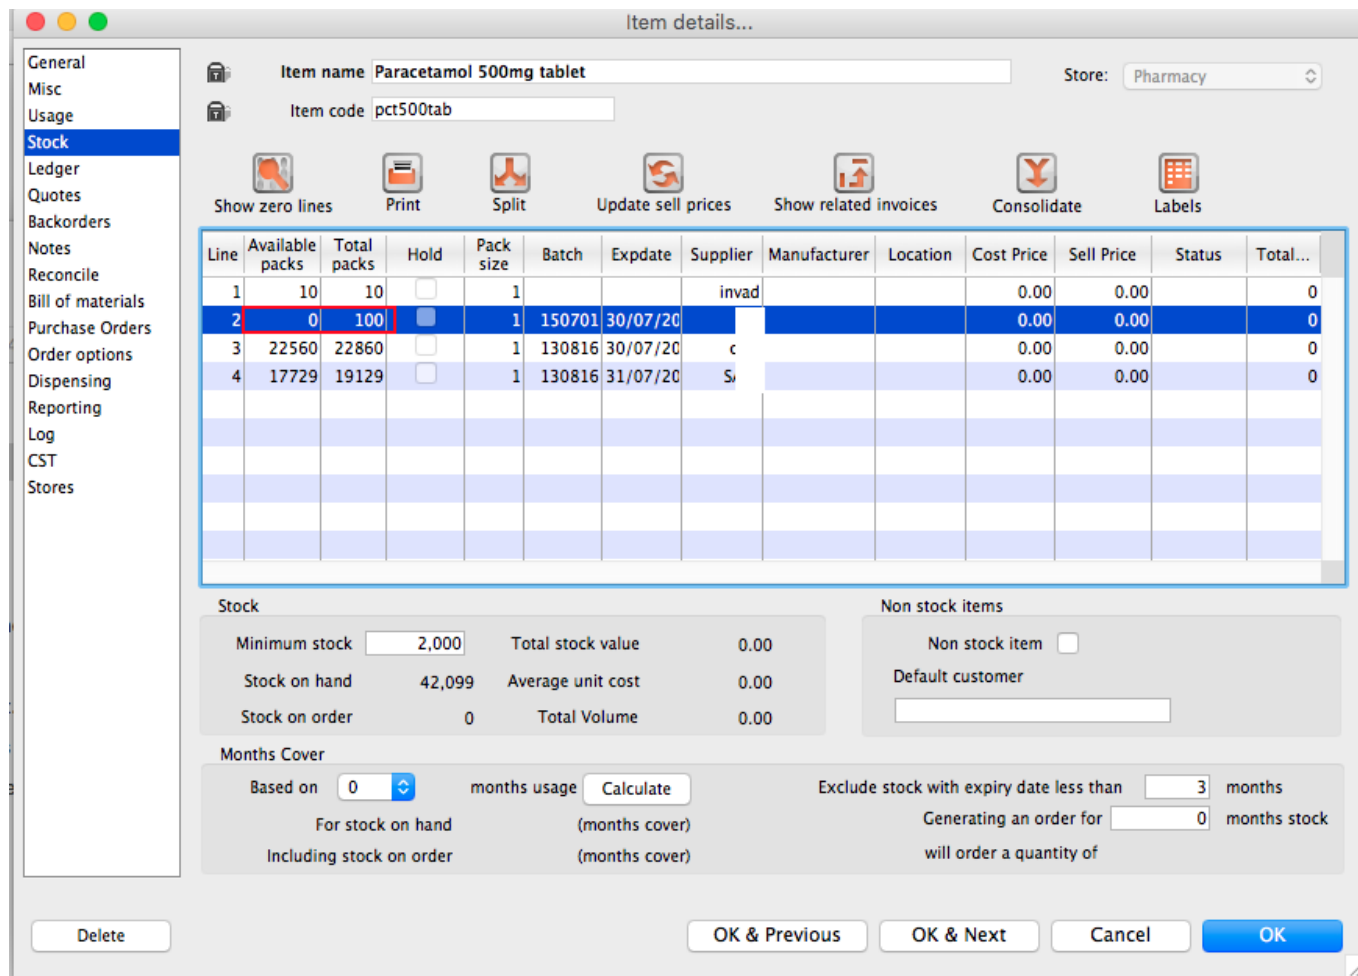 Item details...
General
Misc
Usage
Stock
Ledger
Quotes
Backorders
Notes
Reconcile
Bill of materials
Purchase Orders
Order options
Dispensing
Reporting
Log
CST
Stores
Item name Paracetamol 500mg tablet Store: Pharmacy
Item code pct500tab
Show zero lines Print Split Update sell prices Show related invoices Consolidate Labels
Line Available packs Total packs Hold Pack size Batch Expdate Supplier Manufacturer Location Cost Price Sell Price Status Total...
1 10 10 1 invad 0.00 0.00 0
2 0 100 1 150701 30/07/20 0.00 0.00 0
3 22560 22860 1 130816 30/07/20 0.00 0.00 0
4 17729 19129 1 130816 31/07/20 0.00 0.00 0
Stock Non stock items
Minimum stock 2,000 Total stock value 0.00 Non stock item
Stock on hand 42,099 Average unit cost 0.00 Default customer
Stock on order 0 Total Volume 0.00
Months Cover
Based on 0 months usage Calculate Exclude stock with expiry date less than 3 months
For stock on hand (months cover) Generating an order for 0 months stock
Including stock on order (months cover) will order a quantity of
Delete OK & Previous OK & Next Cancel OK